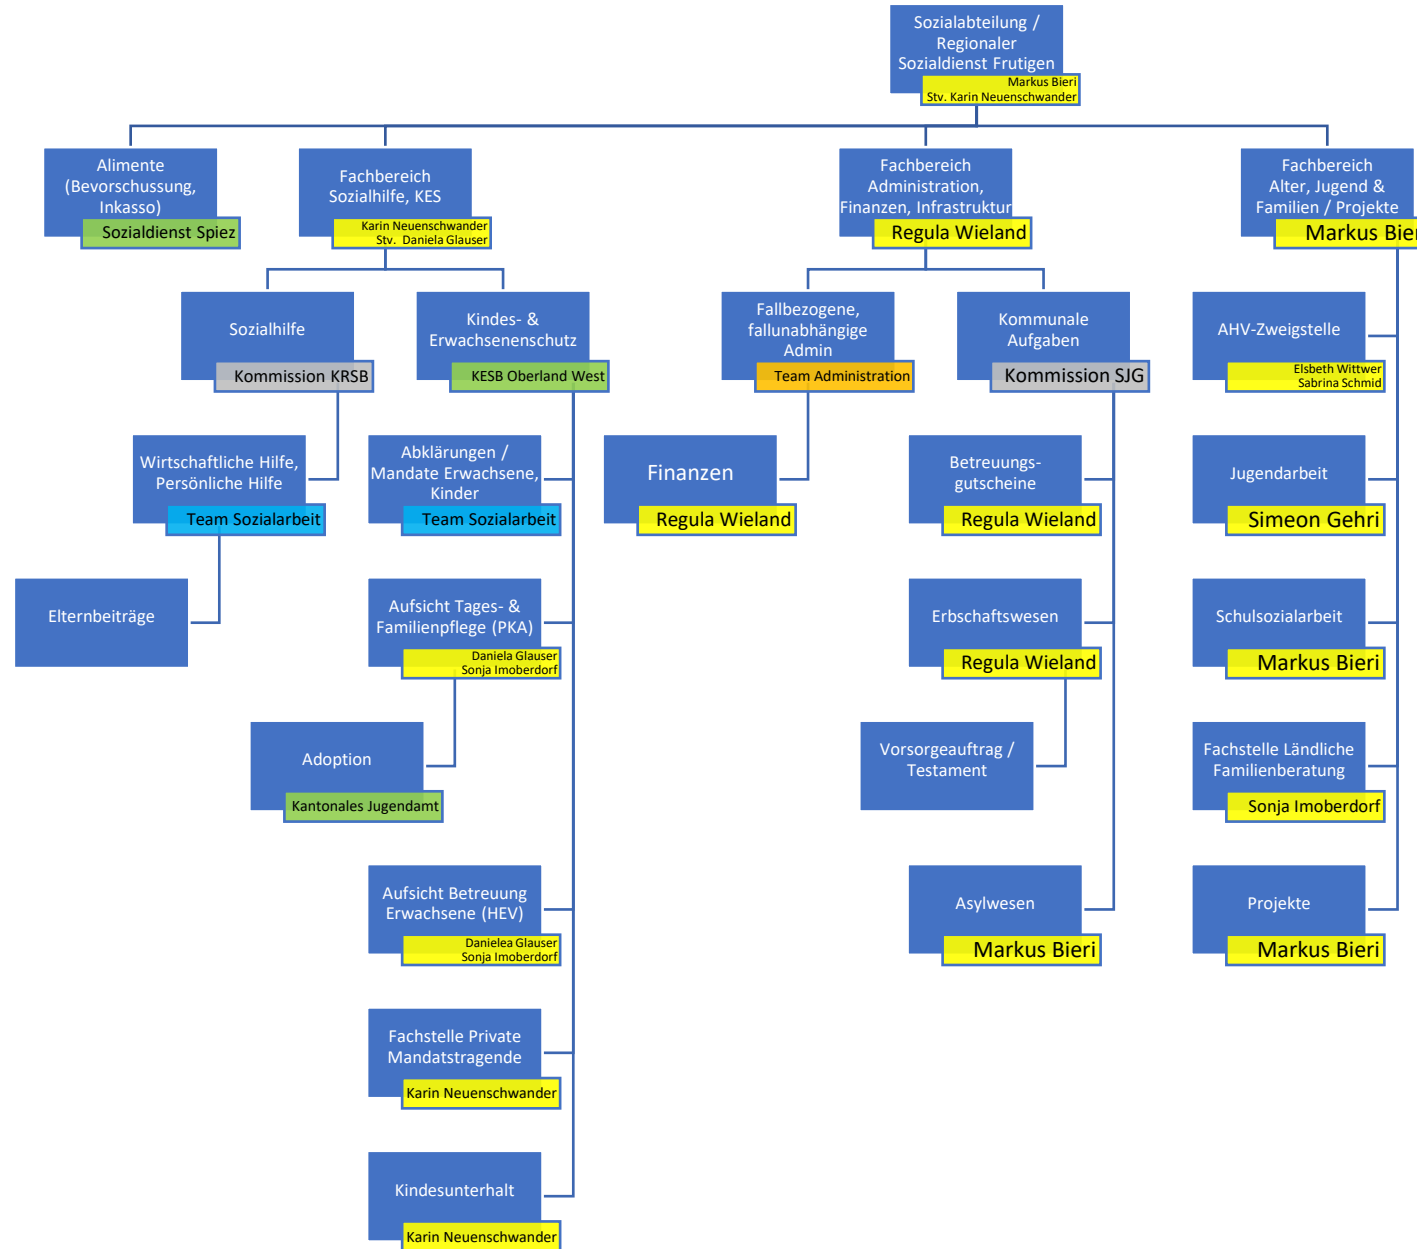 Sozialabteilung /
Regionaler
Sozialdienst Frutigen
Markus Bieri
Stv. Karin Neuenschwander
Alimente
(Bevorschussung,
Inkasso)
Sozialdienst Spiez
Fachbereich
Sozialhilfe, KES
Karin Neuenschwander
Stv. Daniela Glauser
Fachbereich
Administration,
Finanzen, Infrastruktur
Regula Wieland
Fachbereich
Alter, Jugend &
Familien / Projekte
Markus Bier
Sozialhilfe
Kommission KRSB
Kindes- &
Erwachsenenschutz
KESB Oberland West
Fallbezogene,
fallunabhängige
Admin
Team Administration
Kommunale
Aufgaben
Kommission SJG
AHV-Zweigstelle
Elsbeth Wittwer
Sabrina Schmid
Wirtschaftliche Hilfe,
Persönliche Hilfe
Team Sozialarbeit
Abklärungen /
Mandate Erwachsene,
Kinder
Team Sozialarbeit
Finanzen
Regula Wieland
Betreuungs-
gutscheine
Regula Wieland
Jugendarbeit
Simeon Gehri
Elternbeiträge
Aufsicht Tages- &
Familienpflege (PKA)
Daniela Glauser
Sonja Imoberdorf
Erbschaftswesen
Regula Wieland
Schulsozialarbeit
Markus Bieri
Adoption
Kantonales Jugendamt
Vorsorgeauftrag /
Testament
Fachstelle Ländliche
Familienberatung
Sonja Imoberdorf
Aufsicht Betreuung
Erwachsene (HEV)
Danielea Glauser
Sonja Imoberdorf
Asylwesen
Markus Bieri
Projekte
Markus Bieri
Fachstelle Private
Mandatstragende
Karin Neuenschwander
Kindesunterhalt
Karin Neuenschwander